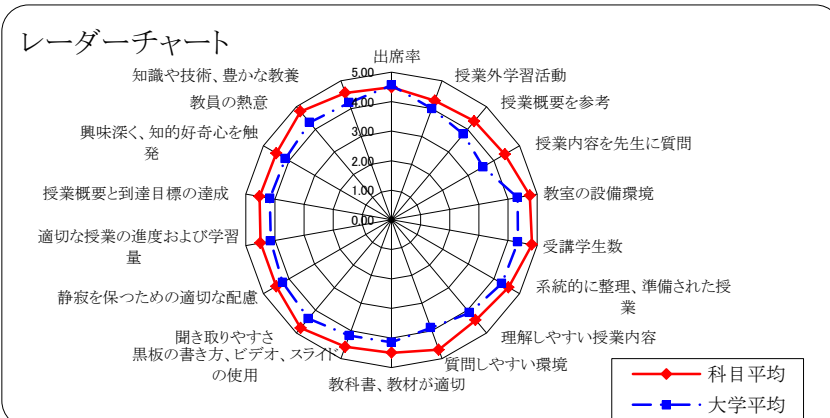 レーダーチャート
出席率
授業外学習活動
授業概要を参考
授業内容を先生に質問
教室の設備環境
受講学生数
系統的に整理、準備された授
業
理解しやすい授業内容
質問しやすい環境
教科書、教材が適切
黒板の書き方、ビデオ、スライド
の使用
聞き取りやすさ
静寂を保つための適切な配慮
適切な授業の進度および学習
量
授業概要と到達目標の達成
興味深く、知的好奇心を触
発
教員の熱意
知識や技術、豊かな教養
5.00
4.00
3.00
2.00
1.00
0.00
科目平均
大学平均